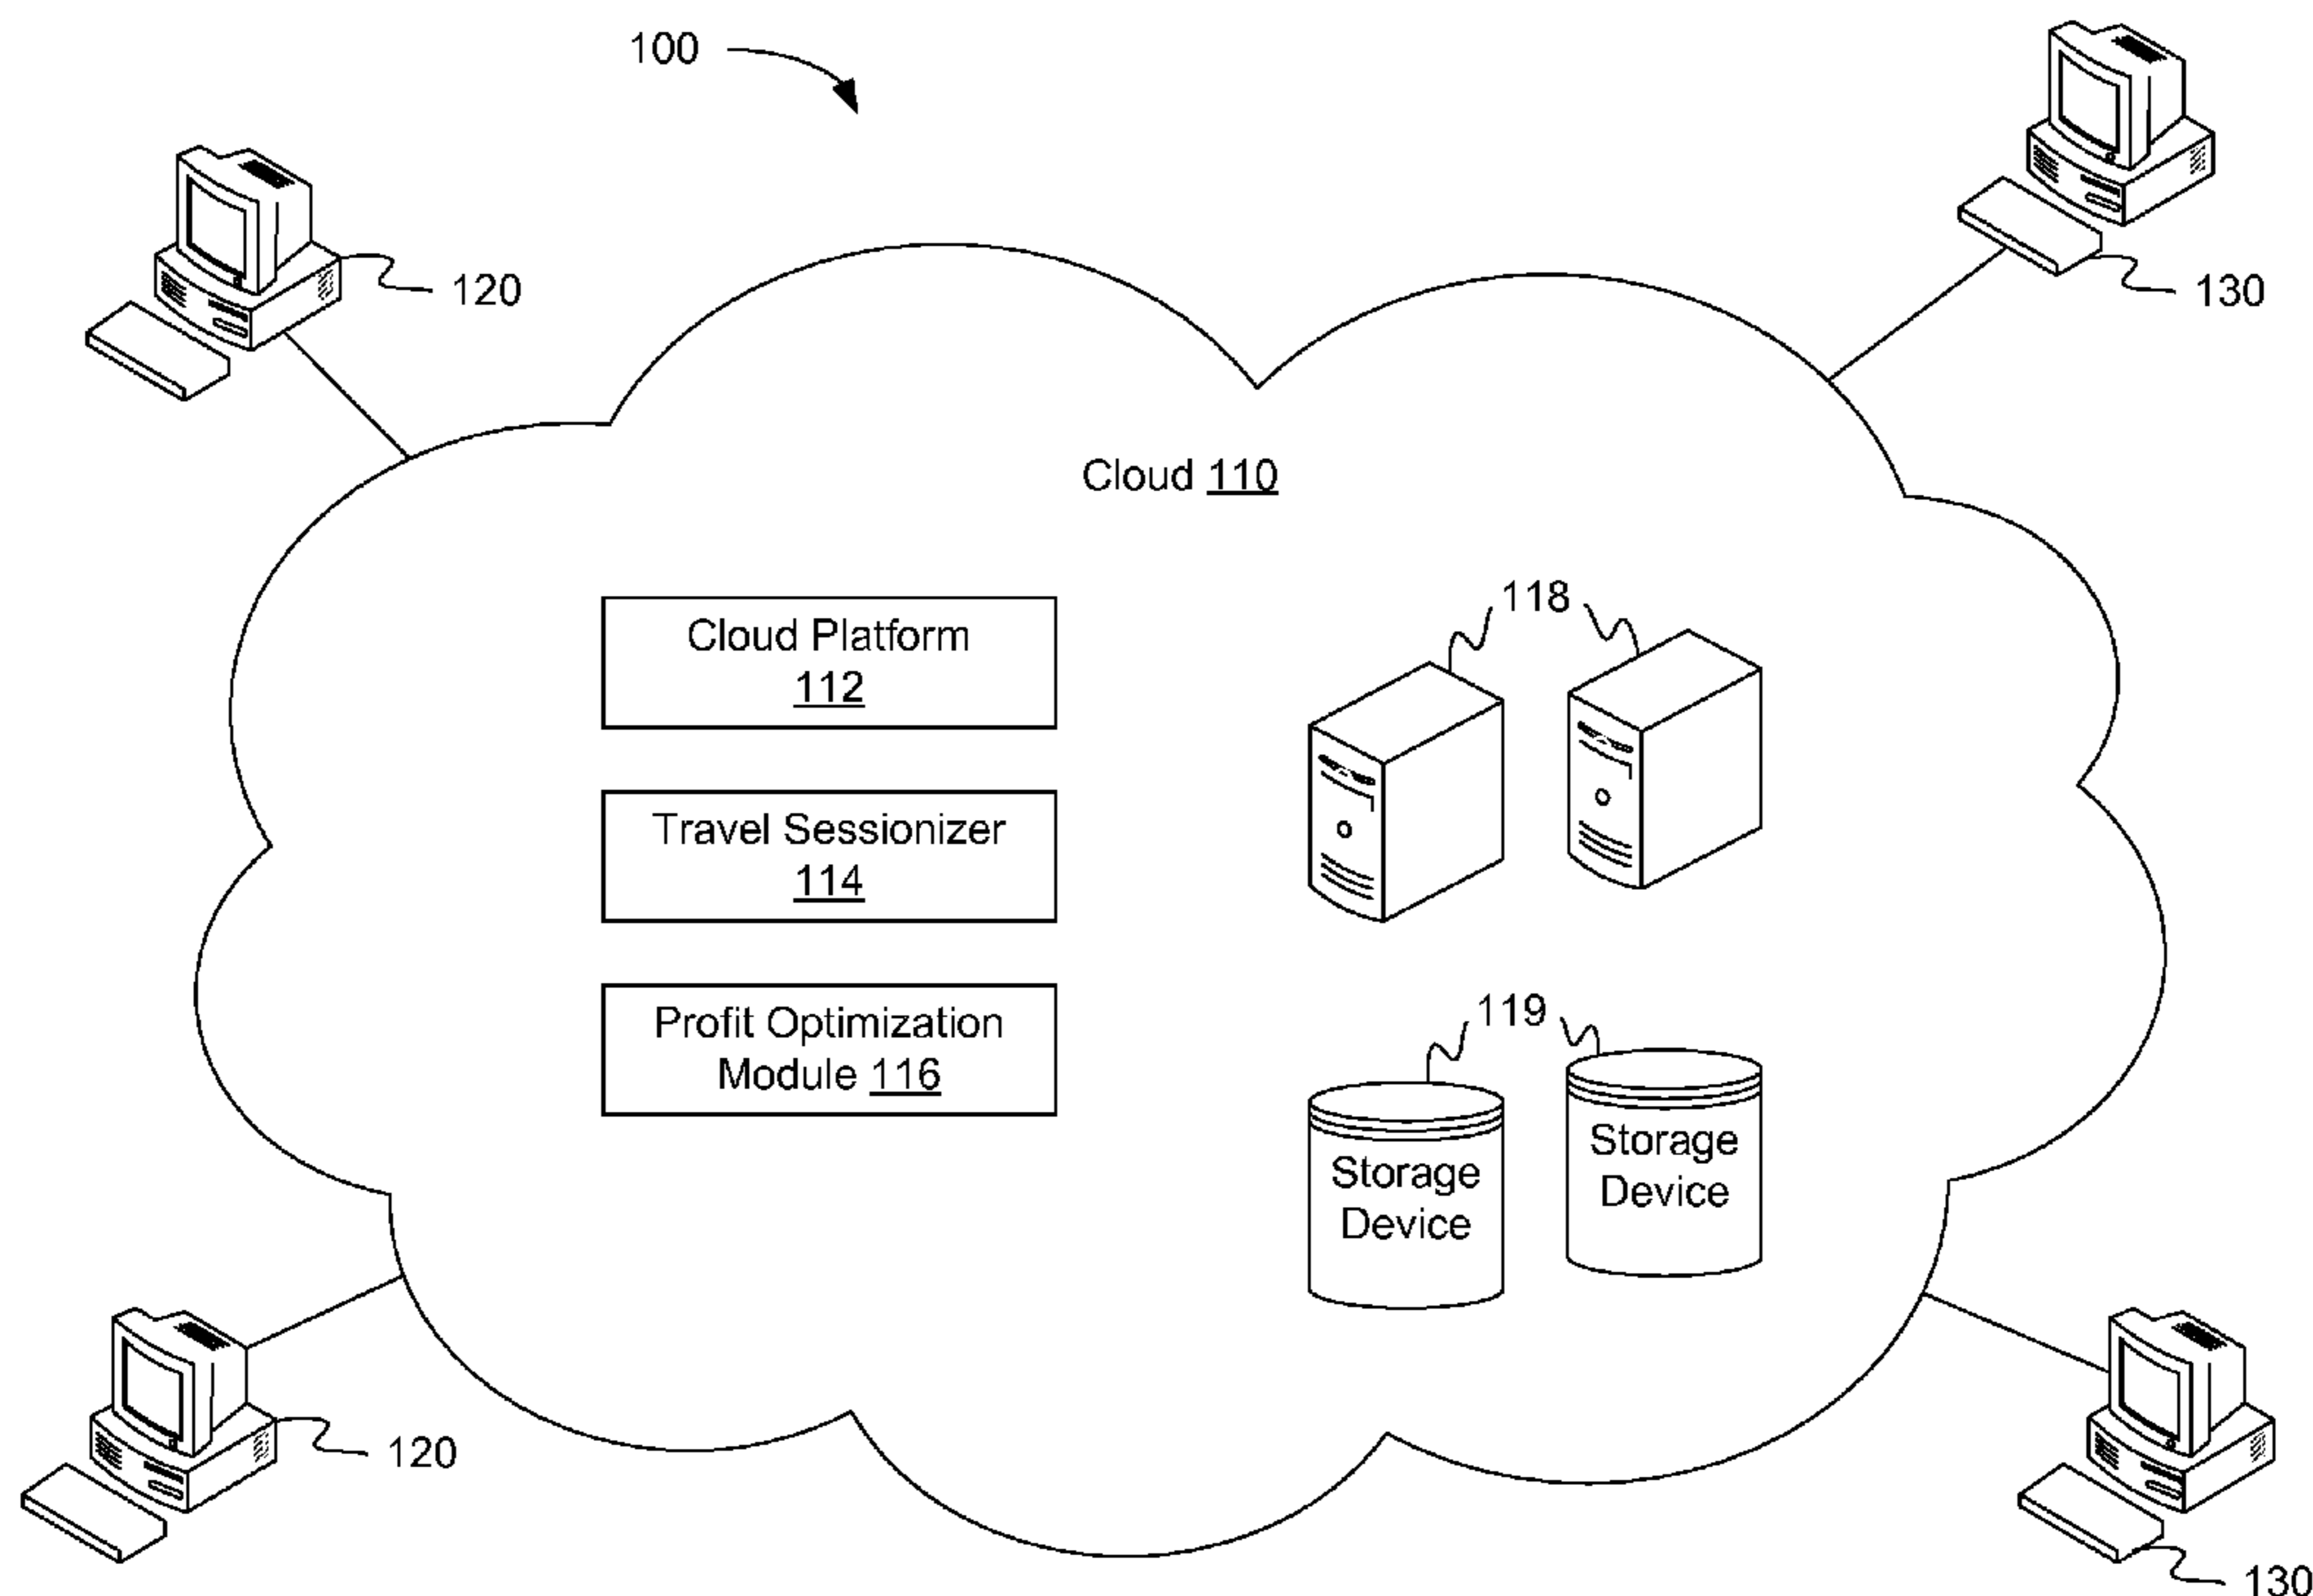 100
120
130
Cloud 110
118
Cloud Platform
112
Travel Sessionizer
114
119
Profit Optimization
Module 116
Storage
Device
Storage
Device
120
130